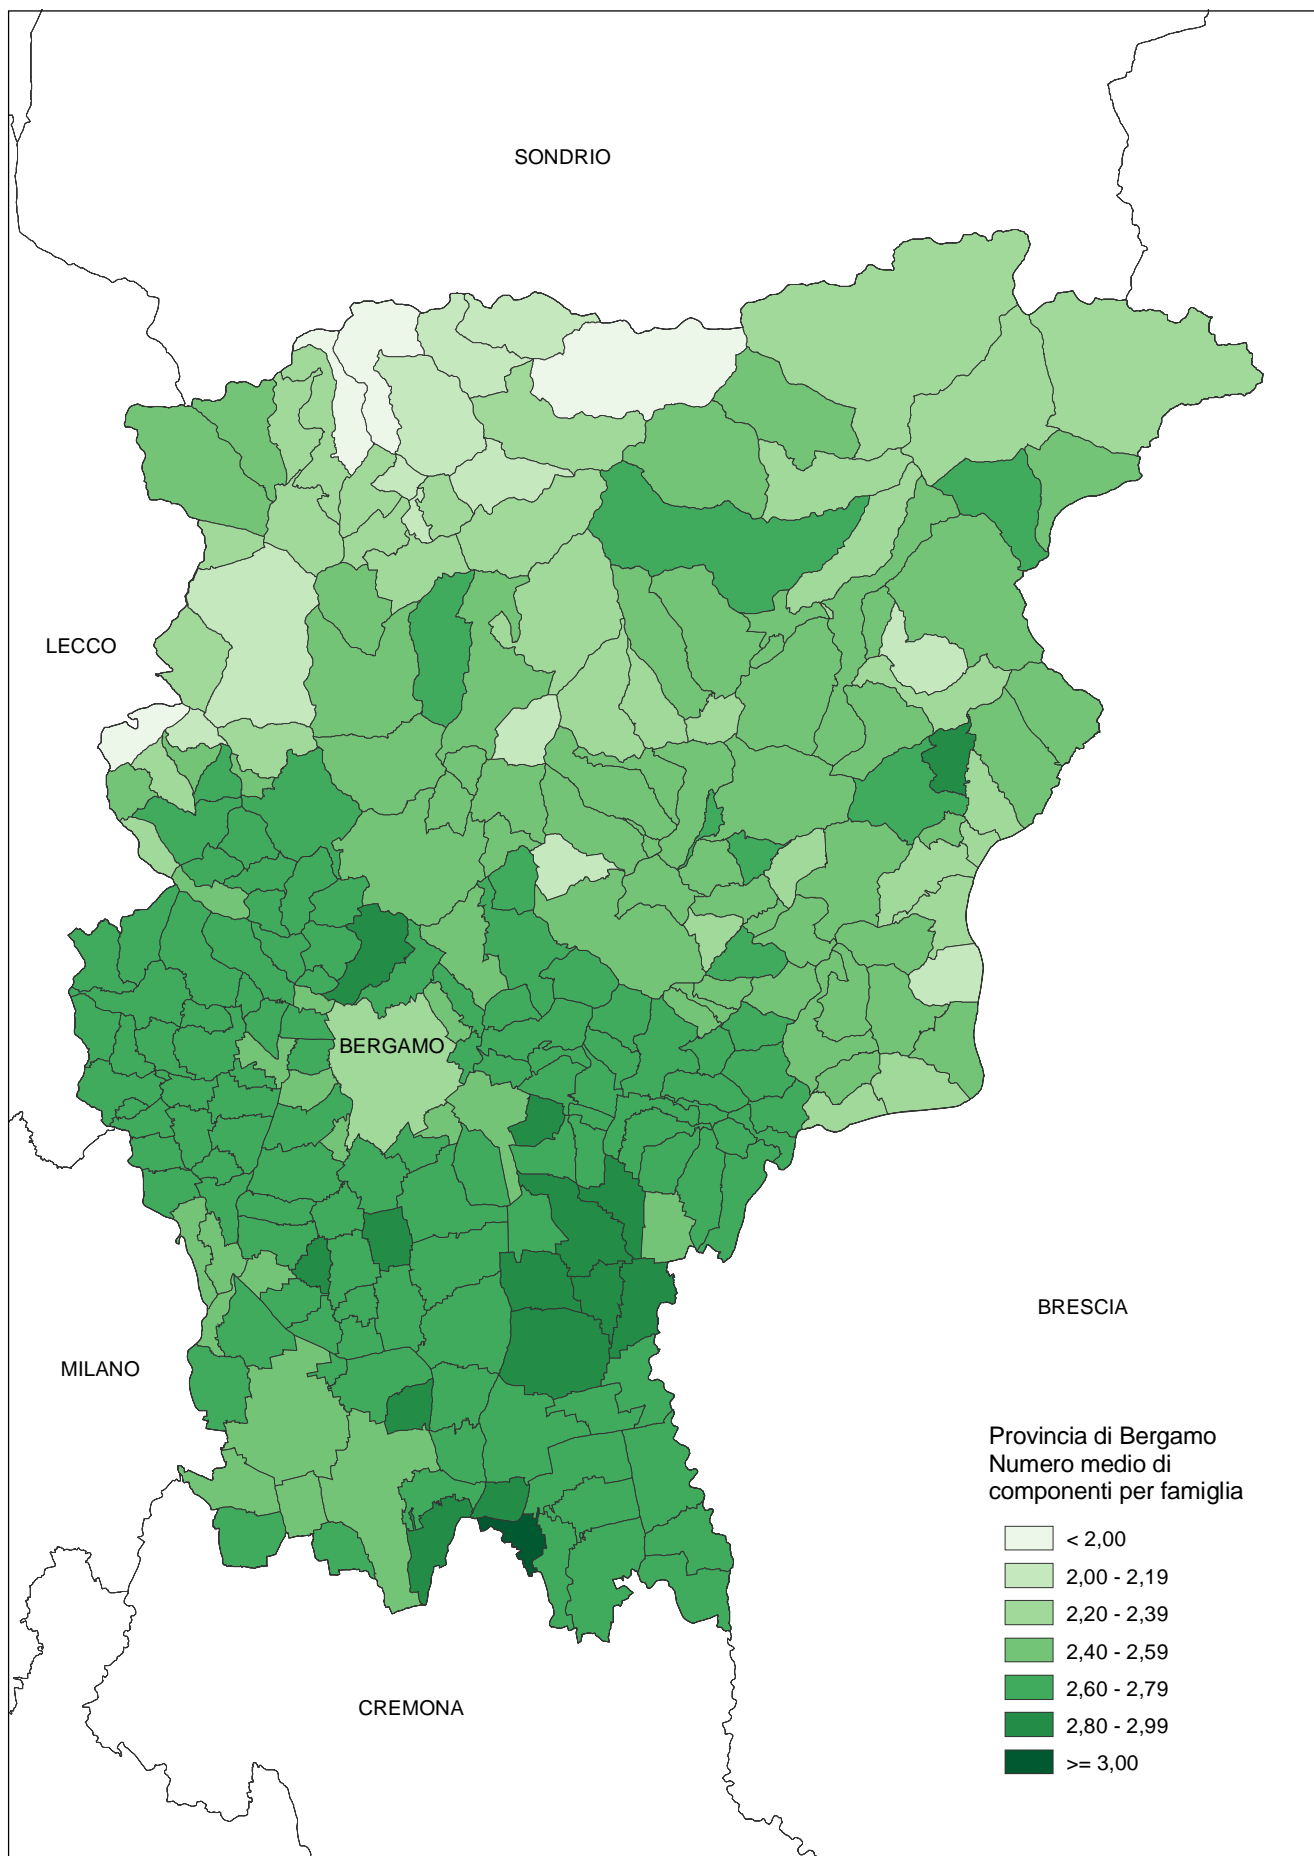 SONDRIO
LECCO
BERGAMO
BRESCIA
MILANO
Provincia di Bergamo
Numero medio di
componenti per famiglia
< 2,00
2,00 - 2,19
2,20 - 2,39
2,40 - 2,59
2,60 - 2,79
2,80 - 2,99
>= 3,00
CREMONA